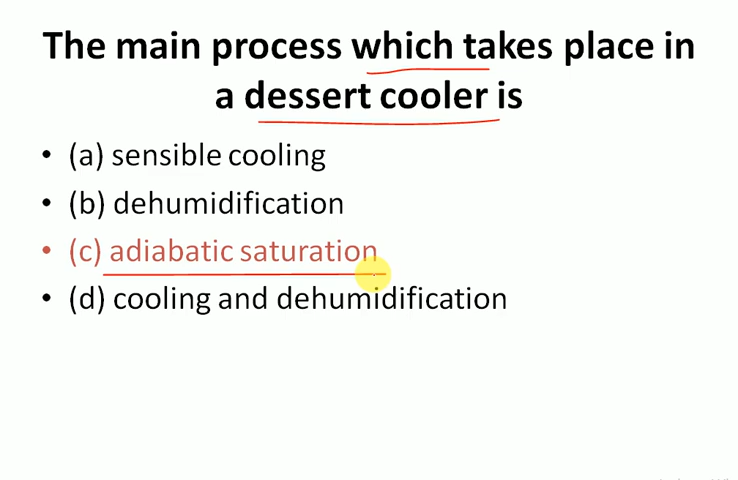 The main process which takes place in
a dessert cooler is
• (a) sensible cooling
• (b) dehumidification
• (c) adiabatic saturation
• (d) cooling and dehumidification